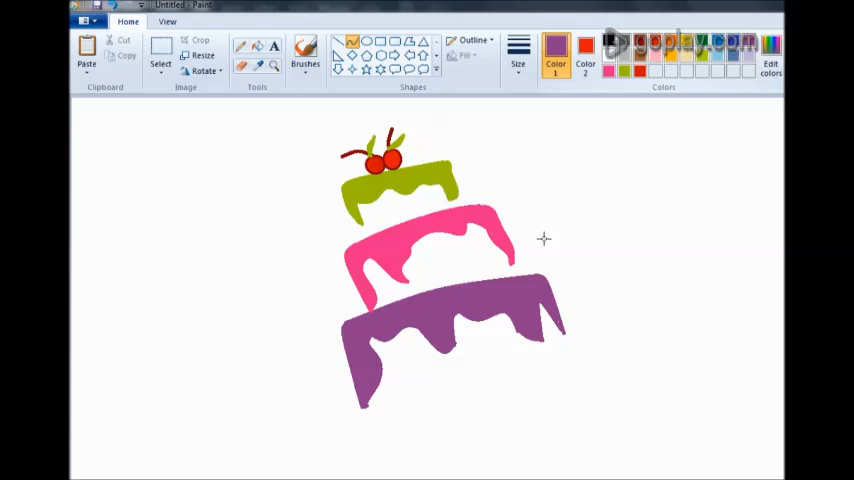 Untitled - Paint
Home
View
Cut
Copy
Paste
Clipboard
Crop
Resize
Rotate
Select
Image
Tools
Brushes
Outline
Fill
Shapes
Size
Color 1
Color 2
Edit colors
Colors
goplay.com